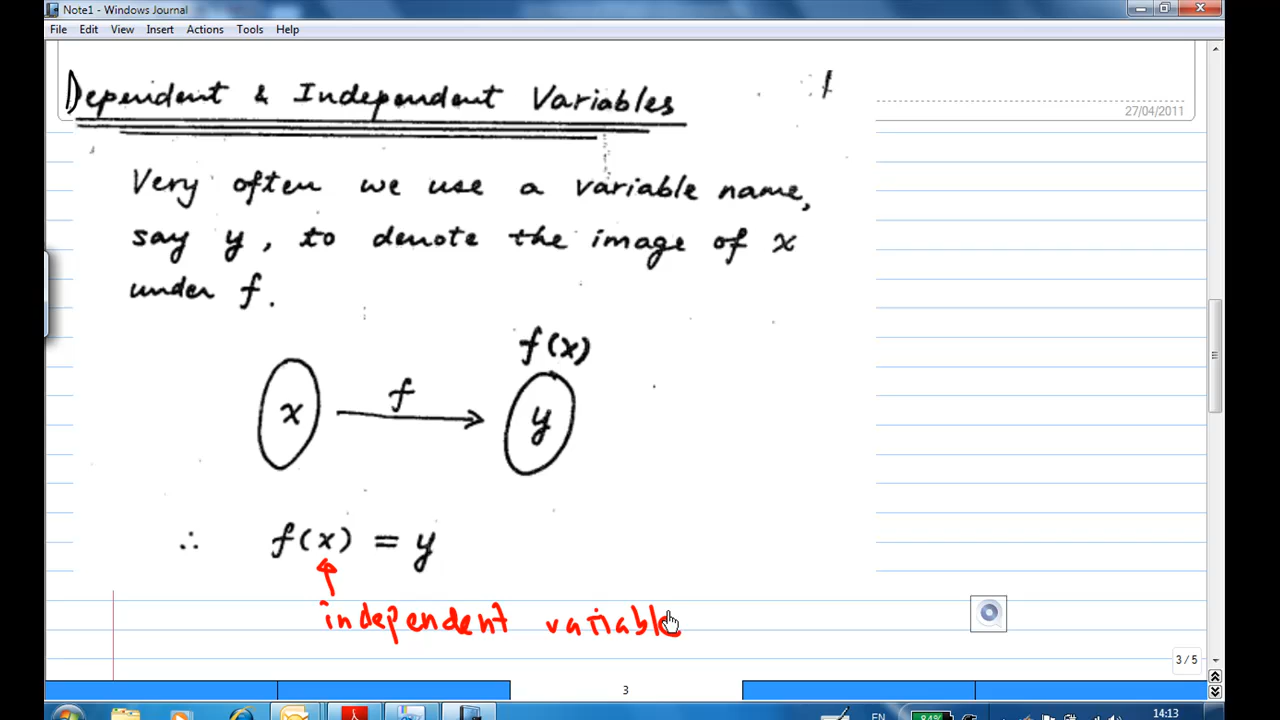 Note1 - Windows Journal
File Edit View Insert Actions Tools Help
Dependent & Independent Variables
27/04/2011
Very often we use a variable name,
say y, to denote the image of x
under f.
f(x)
x f y
∴ f(x) = y
independent variable
3 / 5
3
EN 84% 14:13